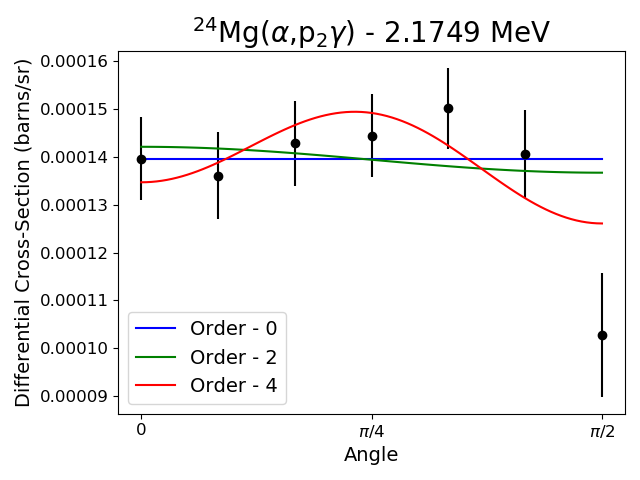 ²⁴Mg(α,p₂γ) - 2.1749 MeV
Differential Cross-Section (barns/sr)
0.00016
0.00015
0.00014
0.00013
0.00012
0.00011
0.00010
0.00009
Order - 0
Order - 2
Order - 4
0 π/4 π/2
Angle